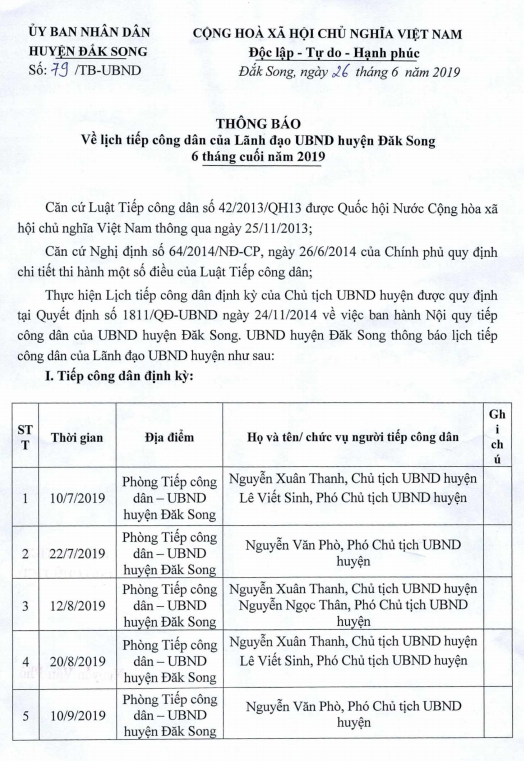 ỦY BAN NHÂN DÂN
HUYỆN ĐĂK SONG
Số: 79 /TB-UBND
CỘNG HOÀ XÃ HỘI CHỦ NGHĨA VIỆT NAM
Độc lập - Tự do - Hạnh phúc
Đắk Song, ngày 26 tháng 6 năm 2019
THÔNG BÁO
Về lịch tiếp công dân của Lãnh đạo UBND huyện Đăk Song
6 tháng cuối năm 2019
Căn cứ Luật Tiếp công dân số 42/2013/QH13 được Quốc hội Nước Cộng hòa xã
hội chủ nghĩa Việt Nam thông qua ngày 25/11/2013;
Căn cứ Nghị định số 64/2014/NĐ-CP, ngày 26/6/2014 của Chính phủ quy định
chi tiết thi hành một số điều của Luật Tiếp công dân;
Thực hiện Lịch tiếp công dân định kỳ của Chủ tịch UBND huyện được quy định
tại Quyết định số 1811/QĐ-UBND ngày 24/11/2014 về việc ban hành Nội quy tiếp
công dân của UBND huyện Đăk Song. UBND huyện Đăk Song thông báo lịch tiếp
công dân của Lãnh đạo UBND huyện như sau:
I. Tiếp công dân định kỳ:
ST
T
Thời gian
Địa điểm
Họ và tên/ chức vụ người tiếp công dân
Gh
i
ch
ú
1
10/7/2019
Phòng Tiếp công
dân – UBND
huyện Đăk Song
Nguyễn Xuân Thanh, Chủ tịch UBND huyện
Lê Viết Sinh, Phó Chủ tịch UBND huyện
2
22/7/2019
Phòng Tiếp công
dân – UBND
huyện Đăk Song
Nguyễn Văn Phò, Phó Chủ tịch UBND
huyện
3
12/8/2019
Phòng Tiếp công
dân – UBND
huyện Đăk Song
Nguyễn Xuân Thanh, Chủ tịch UBND huyện
Nguyễn Ngọc Thân, Phó Chủ tịch UBND
huyện
4
20/8/2019
Phòng Tiếp công
dân – UBND
huyện Đăk Song
Nguyễn Xuân Thanh, Chủ tịch UBND huyện
Lê Viết Sinh, Phó Chủ tịch UBND huyện
5
10/9/2019
Phòng Tiếp công
dân – UBND
huyện Đăk Song
Nguyễn Văn Phò, Phó Chủ tịch UBND
huyện